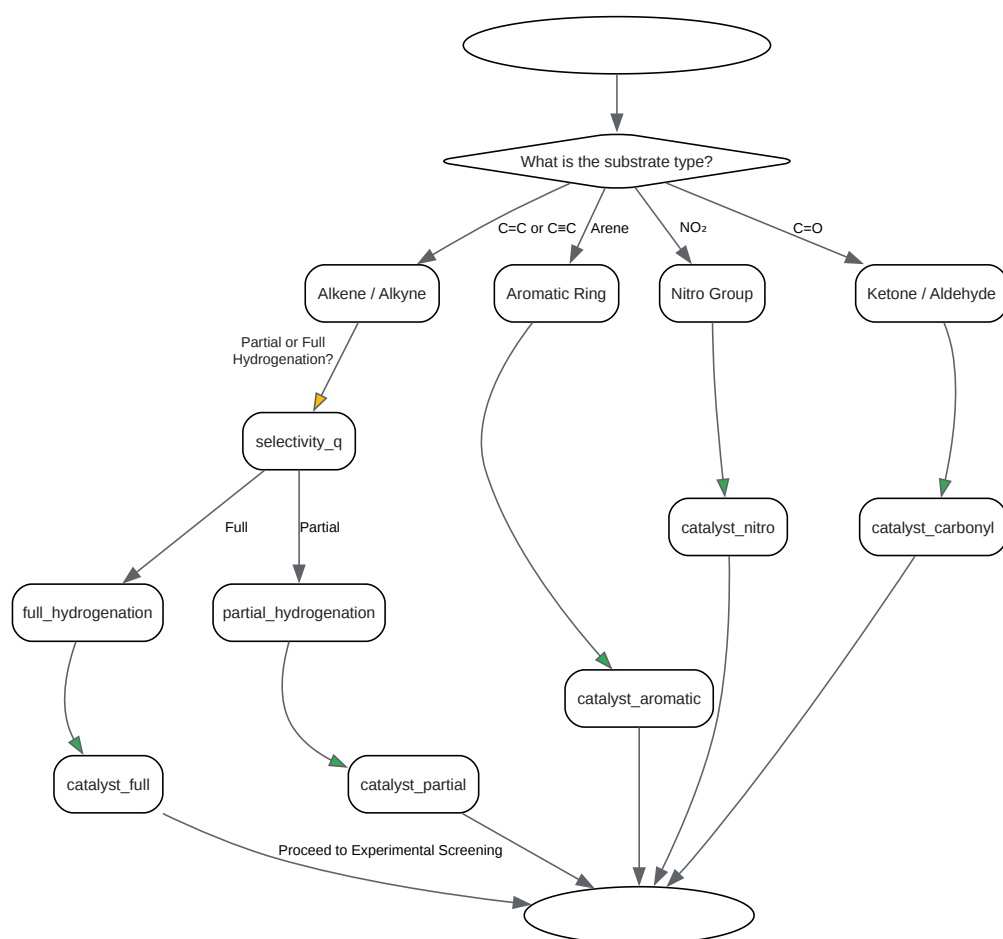 What is the substrate type?
C=C or C≡C
Arene
NO₂
C=O
Alkene / Alkyne
Aromatic Ring
Nitro Group
Ketone / Aldehyde
Partial or Full
Hydrogenation?
selectivity_q
Full
Partial
catalyst_nitro
catalyst_carbonyl
full_hydrogenation
partial_hydrogenation
catalyst_aromatic
catalyst_full
catalyst_partial
Proceed to Experimental Screening